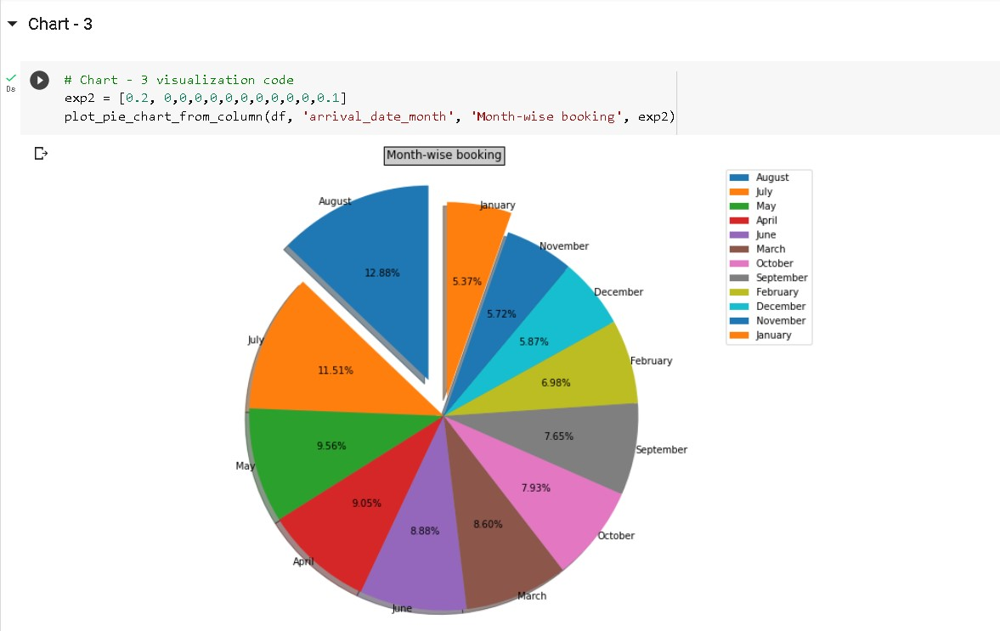 Chart - 3
0s
# Chart - 3 visualization code
exp2 = [0.2, 0,0,0,0,0,0,0,0,0,0,0.1]
plot_pie_chart_from_column(df, 'arrival_date_month', 'Month-wise booking', exp2)
Month-wise booking
August
January
November
December
February
September
October
March
June
April
May
July
12.88%
5.37%
5.72%
5.87%
6.98%
7.65%
7.93%
8.60%
8.88%
9.05%
9.56%
11.51%
August
July
May
April
June
March
October
September
February
December
November
January